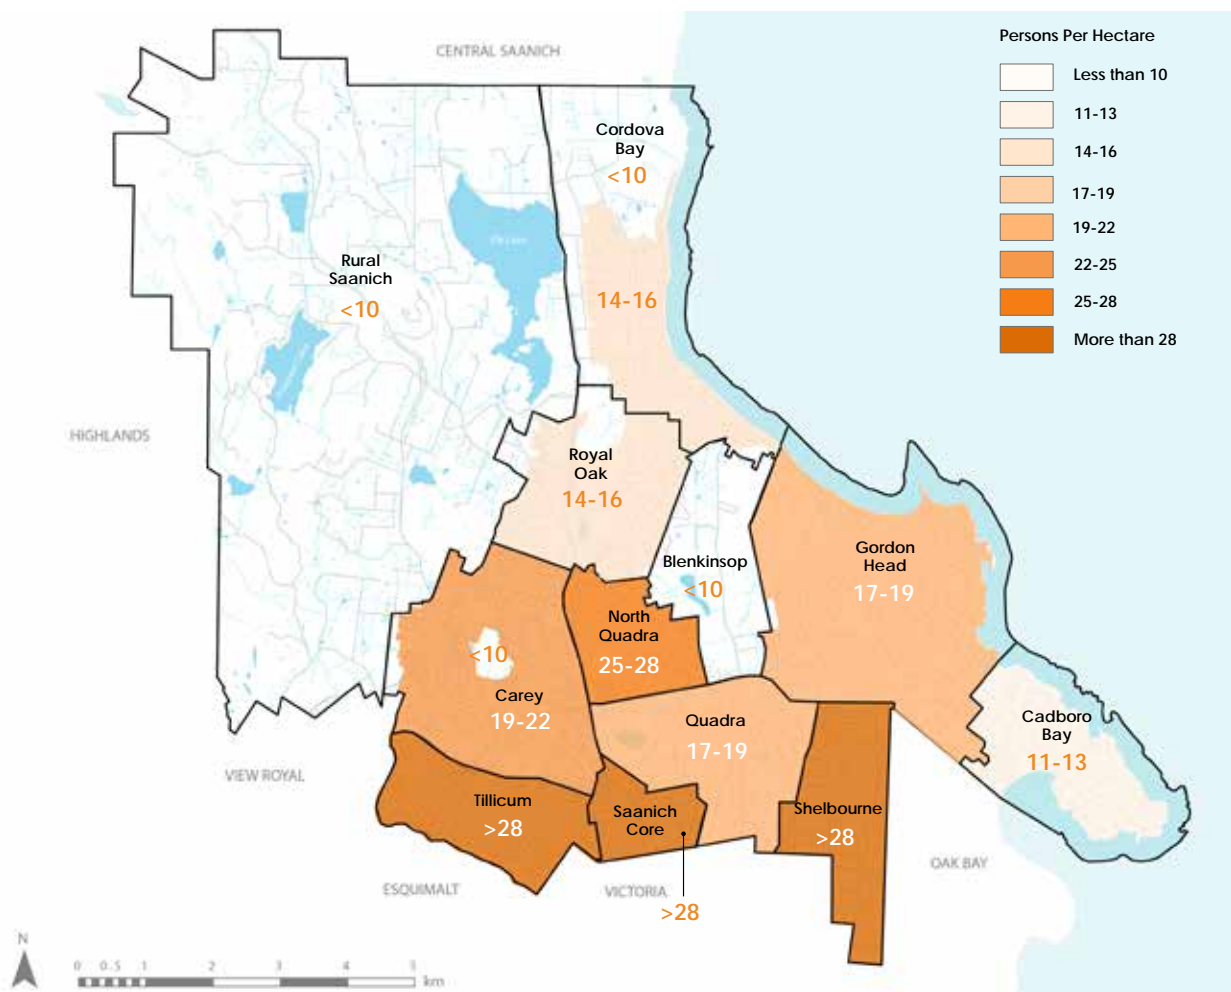 CENTRAL SAANICH
Persons Per Hectare
Less than 10
11-13
14-16
17-19
19-22
22-25
25-28
More than 28
Cordova
Bay
<10
14-16
Rural
Saanich
<10
Elk Lake
HIGHLANDS
Royal
Oak
14-16
Blenkinsop
<10
Gordon
Head
17-19
North
Quadra
25-28
<10
Carey
19-22
Quadra
17-19
Cadboro
Bay
11-13
VIEW ROYAL
Tillicum
>28
Saanich
Core
>28
Shelbourne
>28
OAK BAY
ESQUIMALT
VICTORIA
N
0 0.5 1 2 3 4 5
km